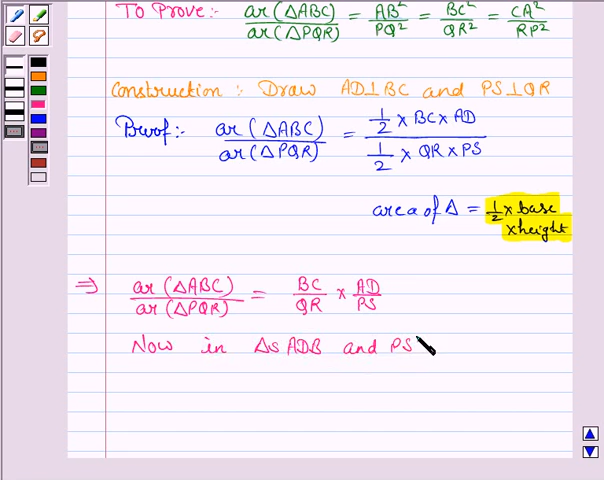 To Prove:- ar(ΔABC)/ar(ΔPQR) = AB²/PQ² = BC²/QR² = CA²/RP²
Construction:- Draw AD⊥BC and PS⊥QR
Proof:- ar(ΔABC)/ar(ΔPQR) = (1/2 × BC × AD)/(1/2 × QR × PS)
area of Δ = 1/2 × base
× height
⇒ ar(ΔABC)/ar(ΔPQR) = BC/QR × AD/PS
Now in Δs ADB and PS